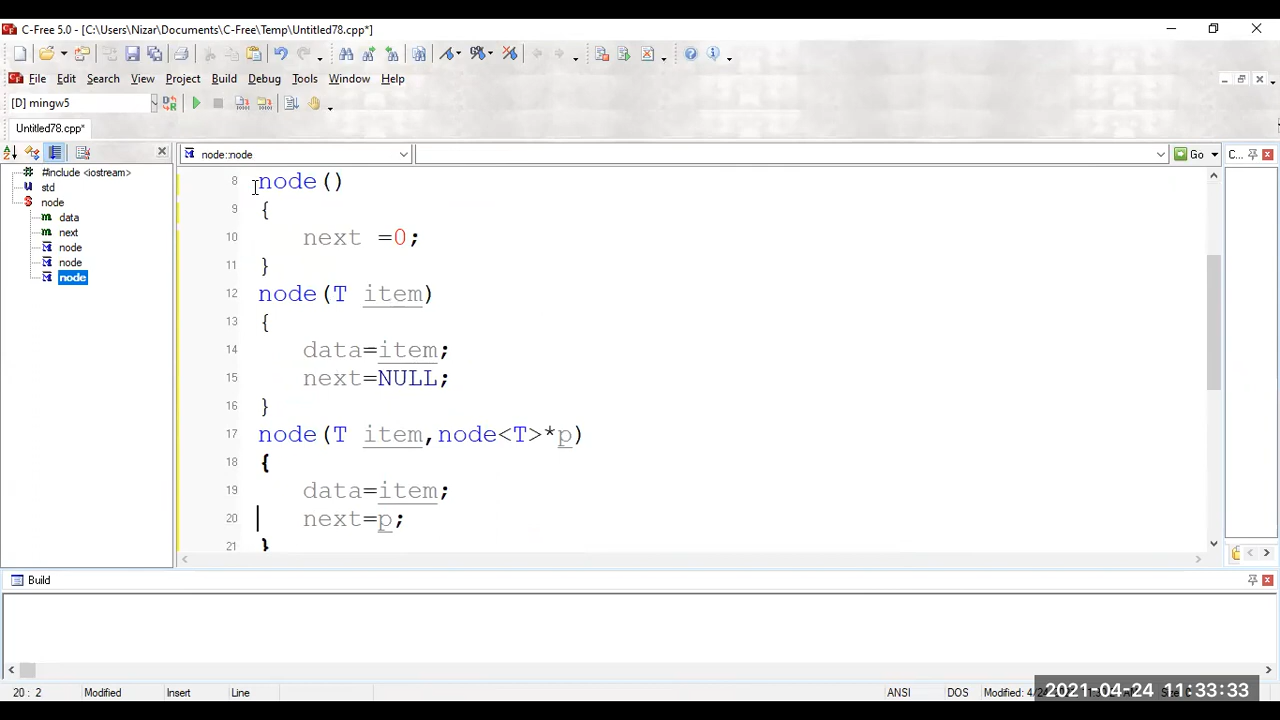 C-Free 5.0 - [C:\Users\Nizar\Documents\C-Free\Temp\Untitled78.cpp*]
File Edit Search View Project Build Debug Tools Window Help
[D] mingw5
Untitled78.cpp*
node::node
Go
C...
#include <iostream>
std
node
data
next
node
node
node
8 node()
9 {
10 next =0;
11 }
12 node(T item)
13 {
14 data=item;
15 next=NULL;
16 }
17 node(T item,node<T>*p)
18 {
19 data=item;
20 next=p;
21 }
Build
20 : 2 Modified Insert Line ANSI DOS Modified: 4/24
2021-04-24 11:33:33